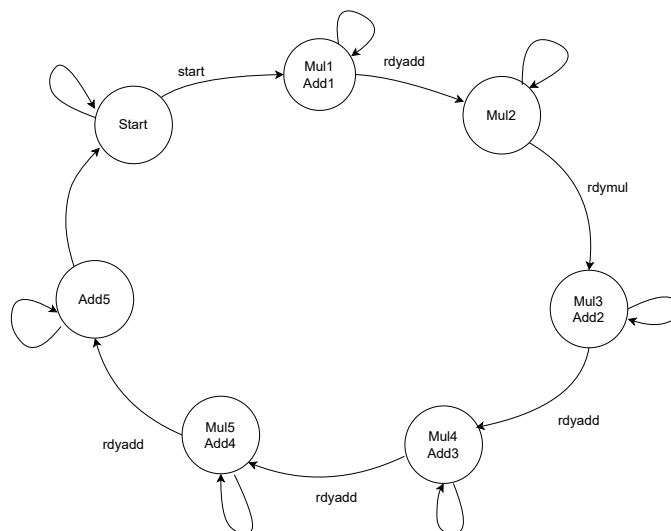 start
Mul1
Add1
rdyadd
Mul2
Start
rdymul
Add5
Mul3
Add2
rdyadd
Mul5
Add4
Mul4
Add3
rdyadd
rdyadd